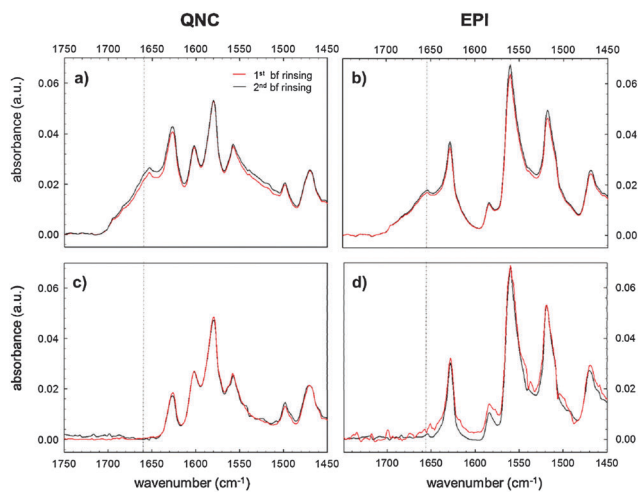 QNC EPI
1750 1700 1650 1600 1550 1500 1450
1700 1650 1600 1550 1500 1450
absorbance (a.u.)
0.06
0.04
0.02
0.00
a)
1st bf rinsing
2nd bf rinsing
absorbance (a.u.)
0.06
0.04
0.02
0.00
b)
absorbance (a.u.)
0.06
0.04
0.02
0.00
c)
1750 1700 1650 1600 1550 1500 1450
wavenumber (cm-1)
absorbance (a.u.)
0.06
0.04
0.02
0.00
d)
1700 1650 1600 1550 1500 1450
wavenumber (cm-1)